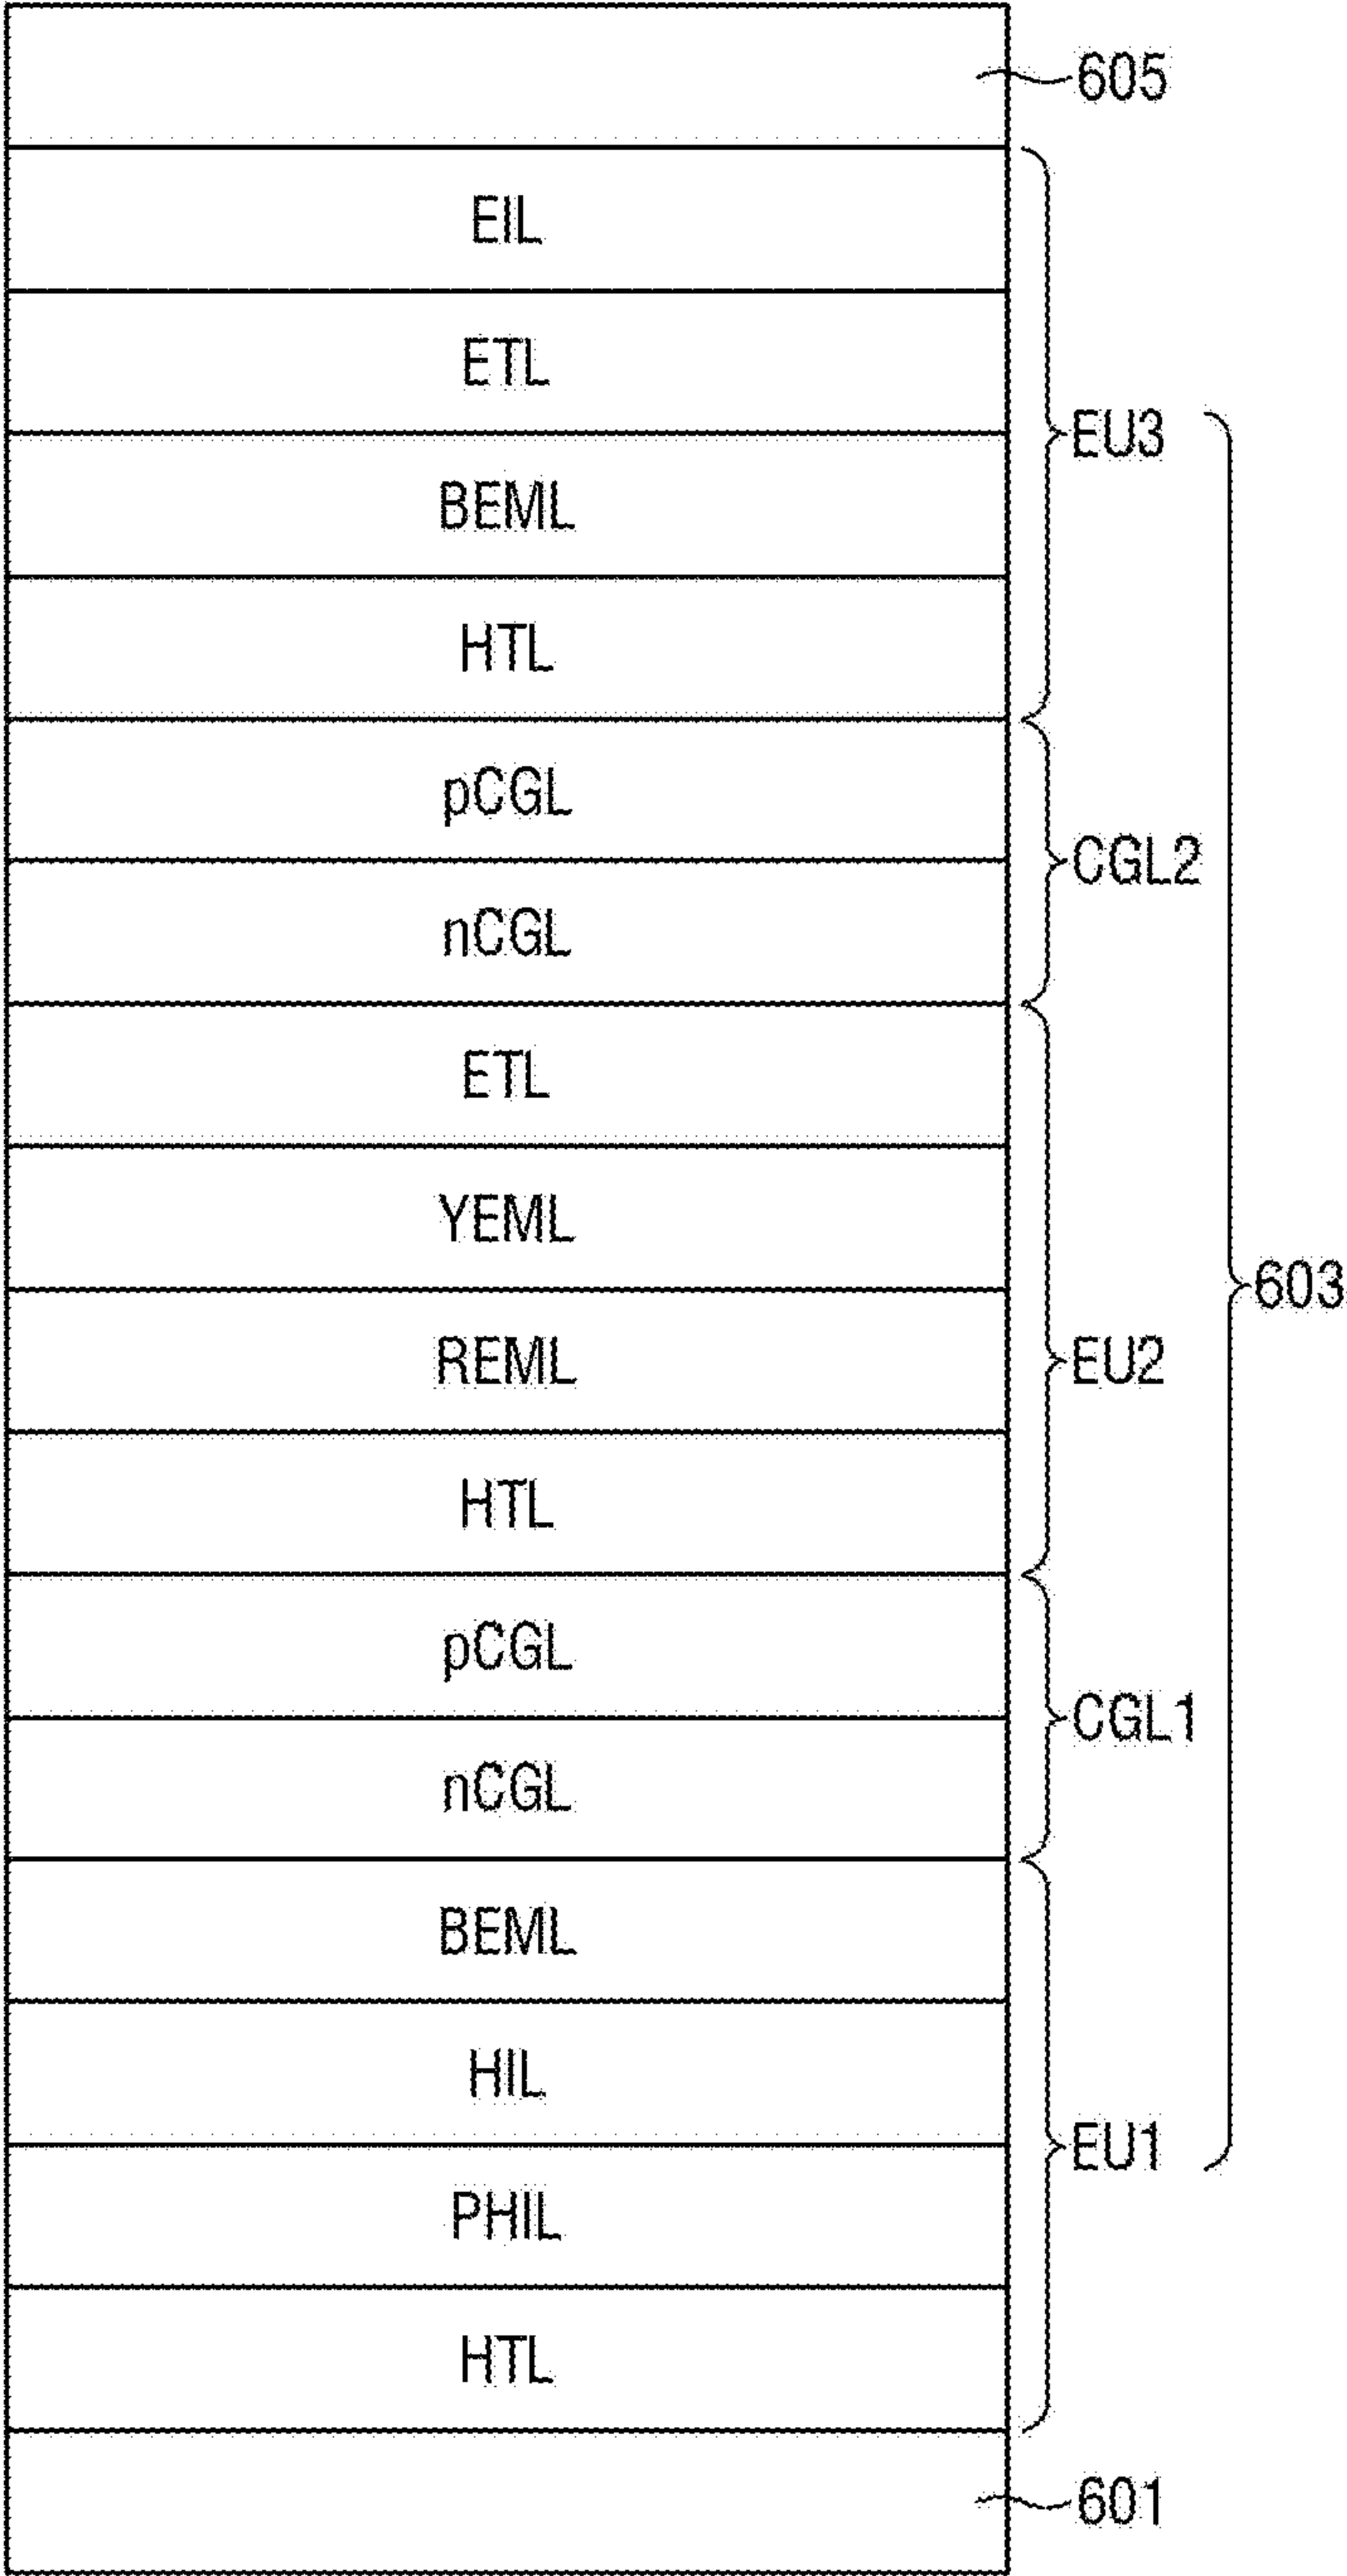 605
EIL
ETL
EU3
BEML
HTL
pCGL
CGL2
nCGL
ETL
YEML
603
REML
EU2
HTL
pCGL
CGL1
nCGL
BEML
HIL
EU1
PHIL
HTL
601